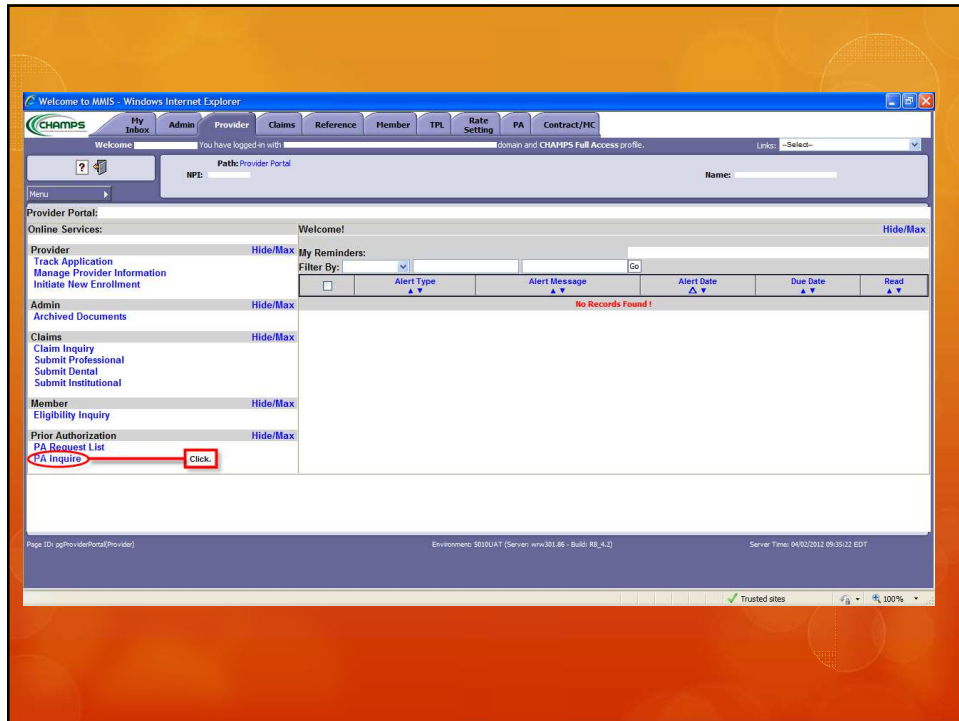 Welcome to MMIS - Windows Internet Explorer
CHAMPS
My Inbox
Admin
Provider
Claims
Reference
Member
TPL
Rate Setting
PA
Contract/MC
Welcome
You have logged-in with
domain and CHAMPS Full Access profile.
Links: --Select--
?
Path: Provider Portal
NPI:
Name:
Menu
Provider Portal:
Online Services:
Welcome!
Hide/Max
Provider Hide/Max
Track Application
Manage Provider Information
Initiate New Enrollment
Admin Hide/Max
Archived Documents
Claims Hide/Max
Claim Inquiry
Submit Professional
Submit Dental
Submit Institutional
Member Hide/Max
Eligibility Inquiry
Prior Authorization Hide/Max
PA Request List
PA Inquire
Click.
My Reminders:
Filter By:
Go
Alert Type
Alert Message
Alert Date
Due Date
Read
No Records Found !
Page ID: pgProviderPortal(Provider)
Environment: 5010UAT (Server: wrw301.86 - Build: R8_4.2)
Server Time: 04/02/2012 09:35:22 EDT
Trusted sites
100%